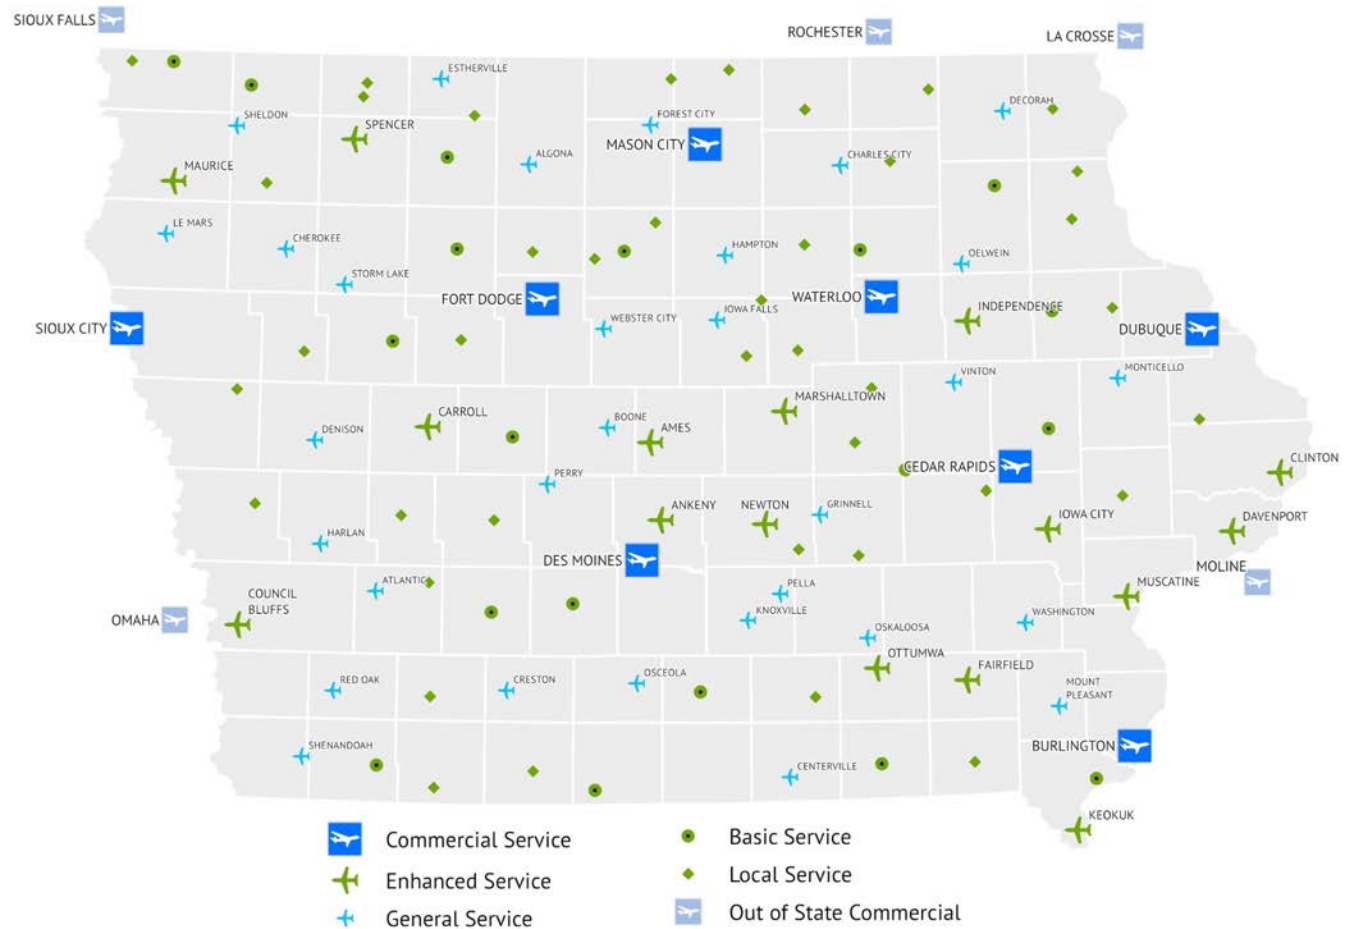 SIOUX FALLS
ROCHESTER
LA CROSSE
ESTHERVILLE
DECORAH
SHELDON
SPENCER
FOREST CITY
MASON CITY
ALGONA
CHARLES CITY
MAURICE
LE MARS
CHEROKEE
HAMPTON
OELWEIN
STORM LAKE
FORT DODGE
WATERLOO
INDEPENDENCE
SIOUX CITY
WEBSTER CITY
IOWA FALLS
DUBUQUE
VINTON
MONTICELLO
MARSHALLTOWN
CARROLL
DENISON
BOONE
AMES
CEDAR RAPIDS
CLINTON
PERRY
ANKENY
NEWTON
GRINNELL
IOWA CITY
DAVENPORT
HARLAN
DES MOINES
MOLINE
ATLANTIC
PELLA
MUSCATINE
COUNCIL
BLUFFS
OMAHA
KNOXVILLE
WASHINGTON
OSKALOOSA
OTTUMWA
FAIRFIELD
RED OAK
CRESTON
OSCEOLA
MOUNT
PLEASANT
SHENANDOAH
BURLINGTON
CENTERVILLE
KEOKUK
Commercial Service
Enhanced Service
General Service
Basic Service
Local Service
Out of State Commercial